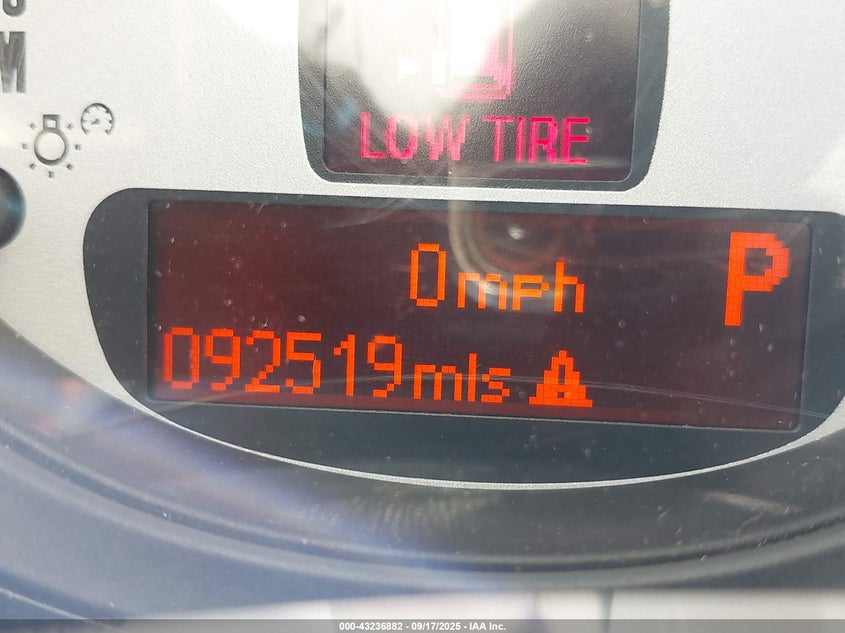 LOW TIRE
0mph
P
092519mls
000-43236882 - 09/17/2025 - IAA Inc.